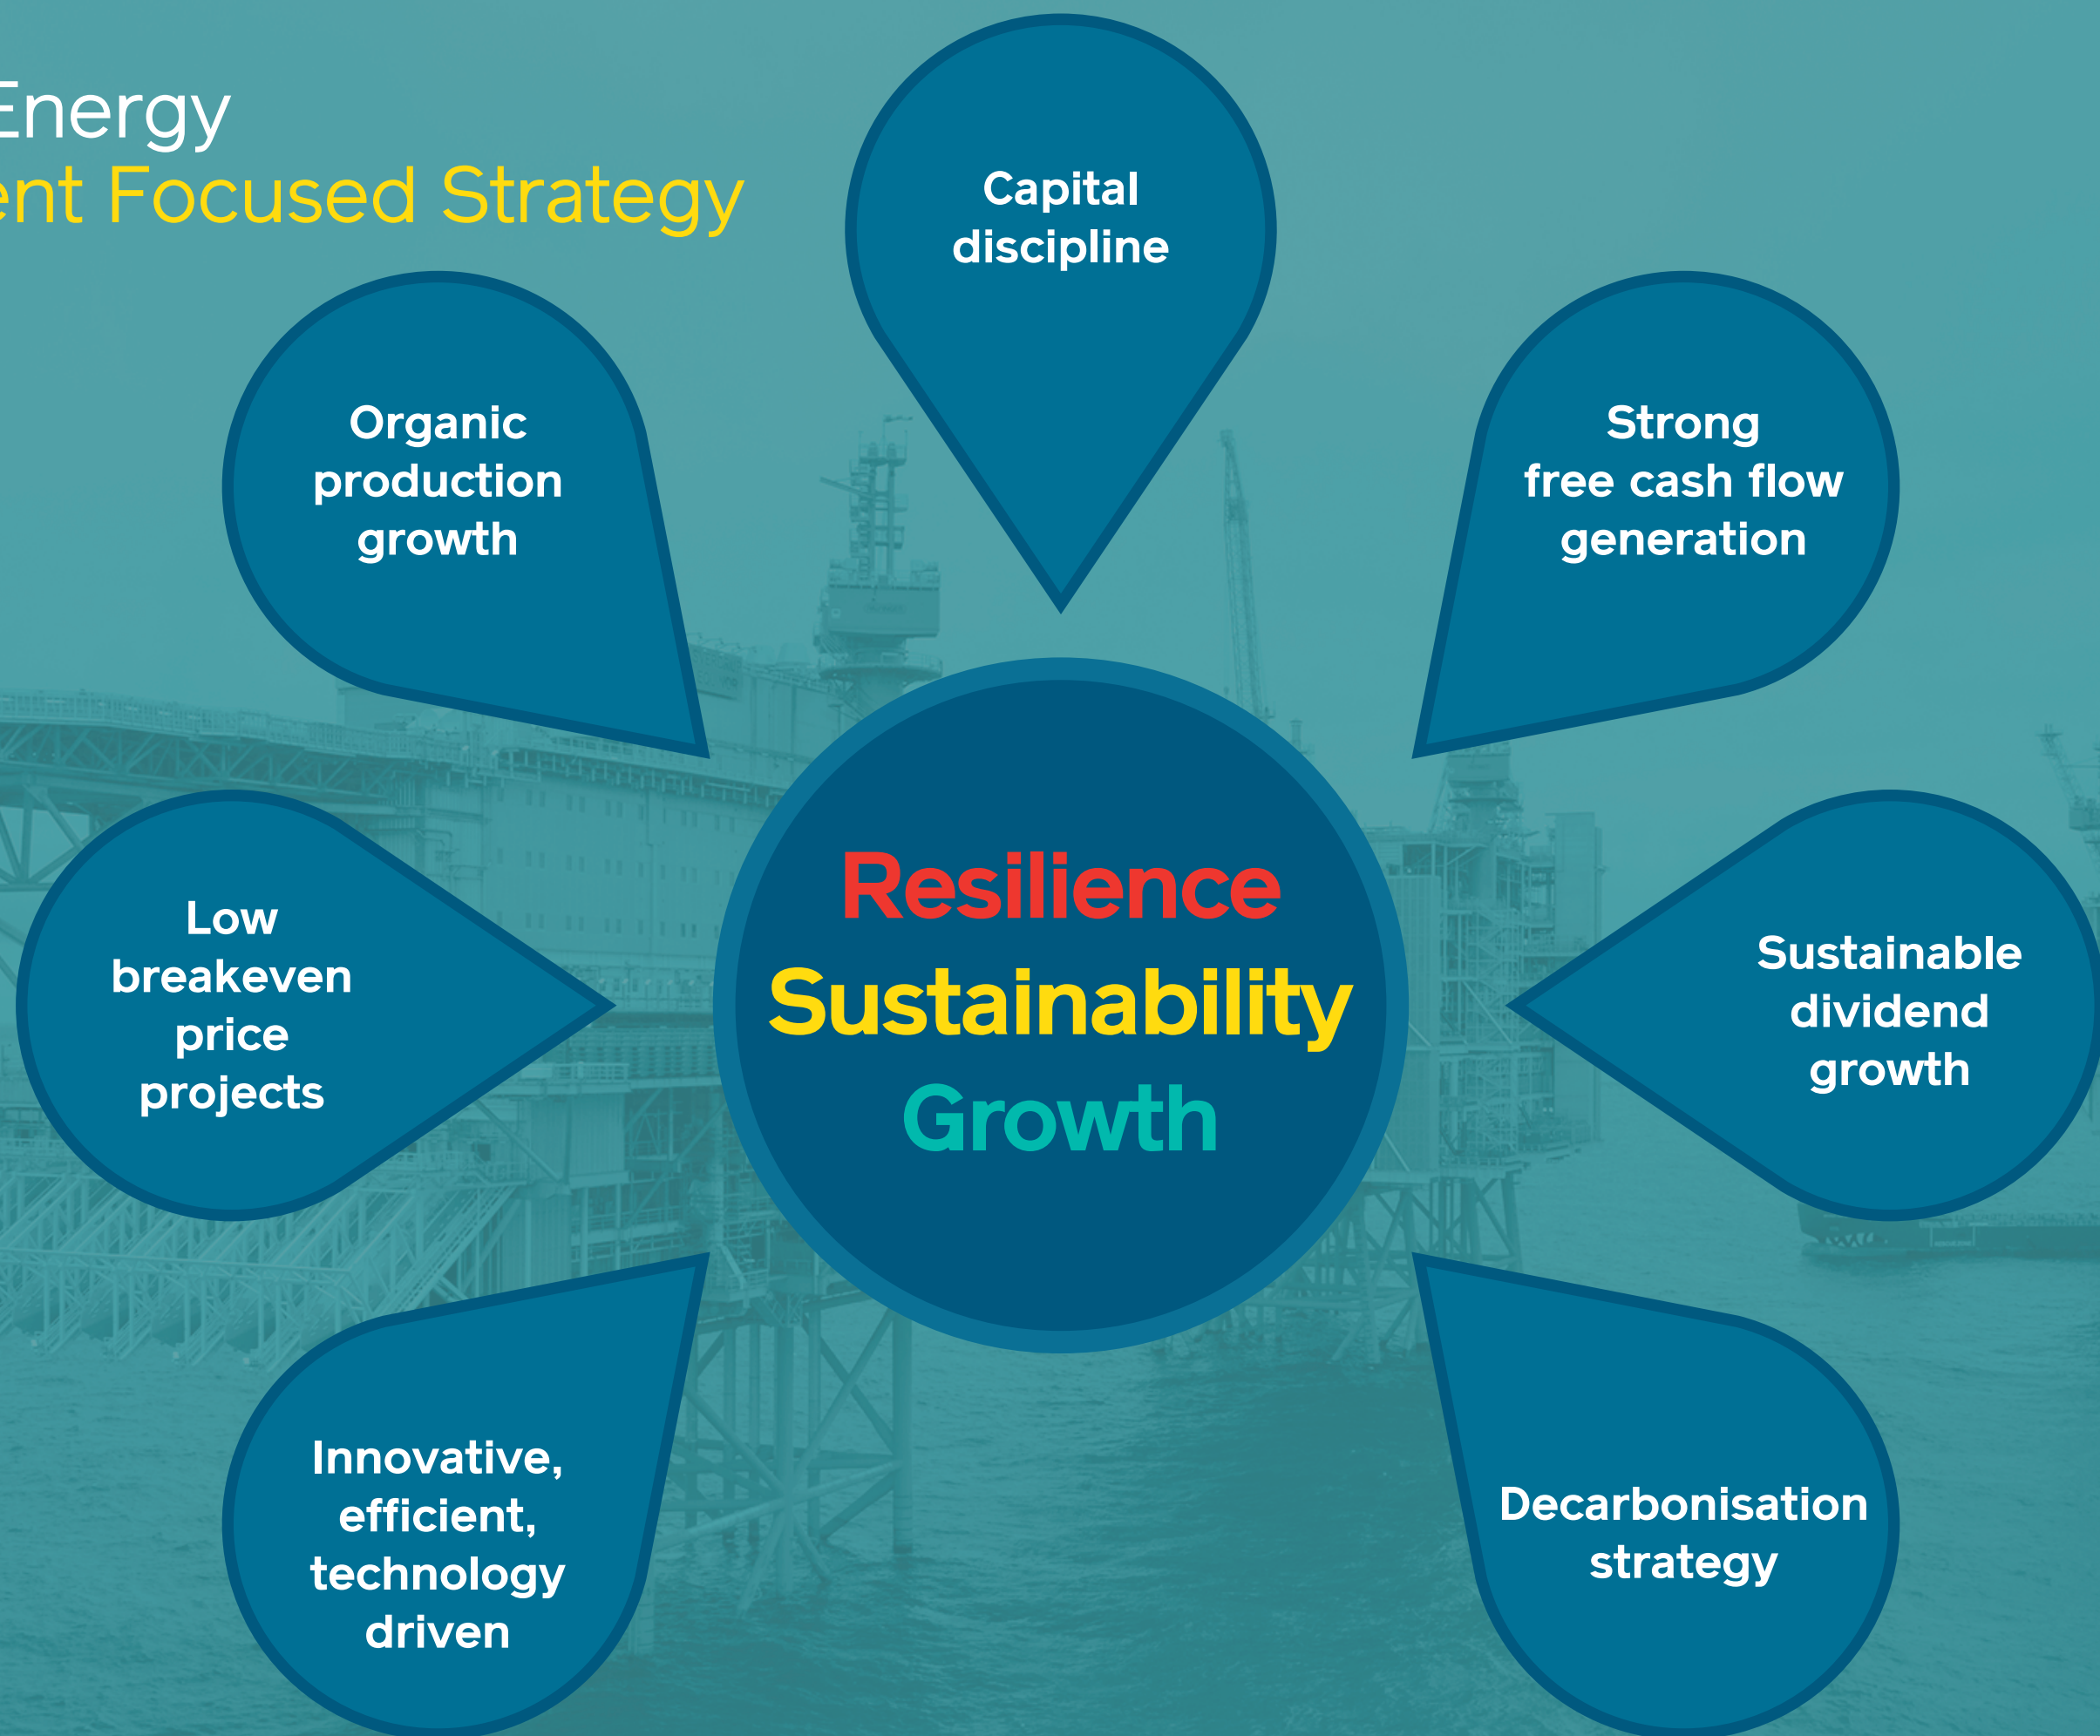 Energy
ent Focused Strategy
Capital
discipline
Organic
production
growth
Strong
free cash flow
generation
Low
breakeven
price
projects
Resilience
Sustainability
Growth
Sustainable
dividend
growth
Innovative,
efficient,
technology
driven
Decarbonisation
strategy